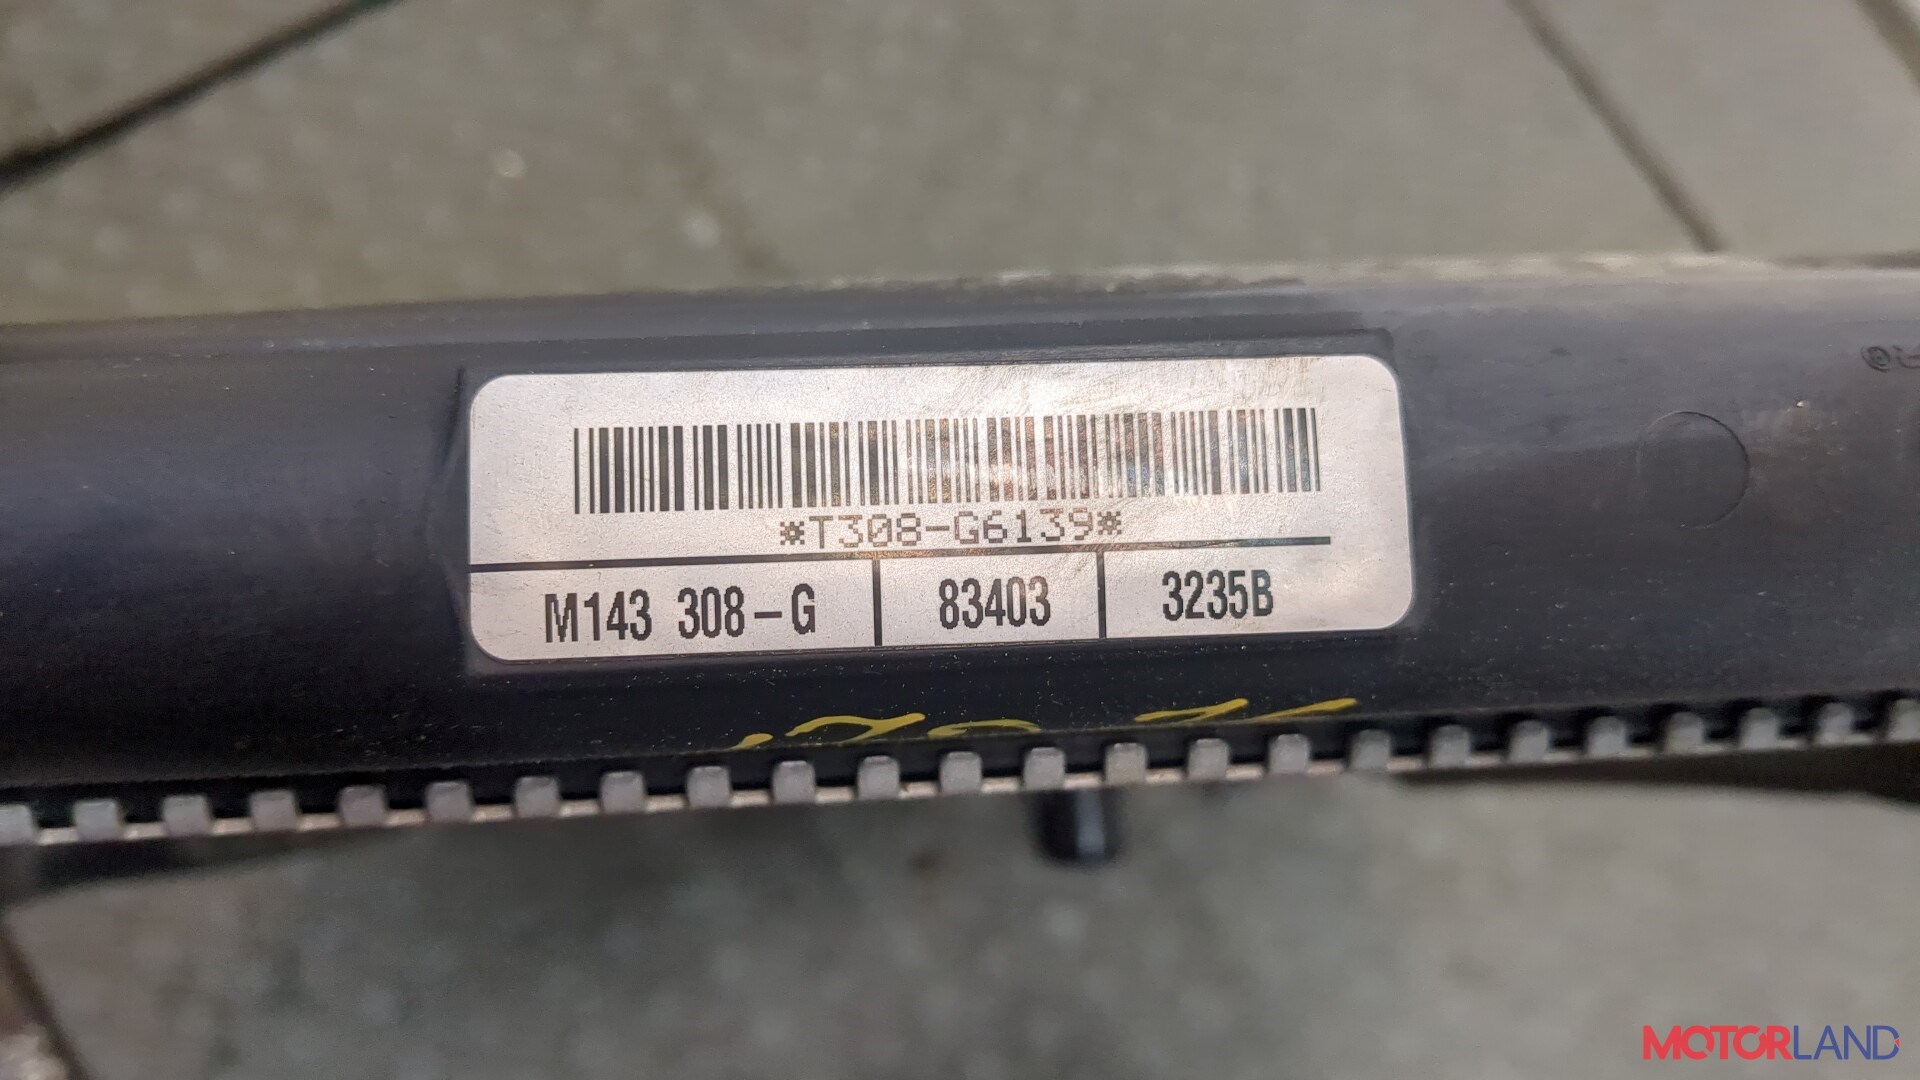 *T308-G6139*
M143 308-G 83403 3235B
MOTORLAND